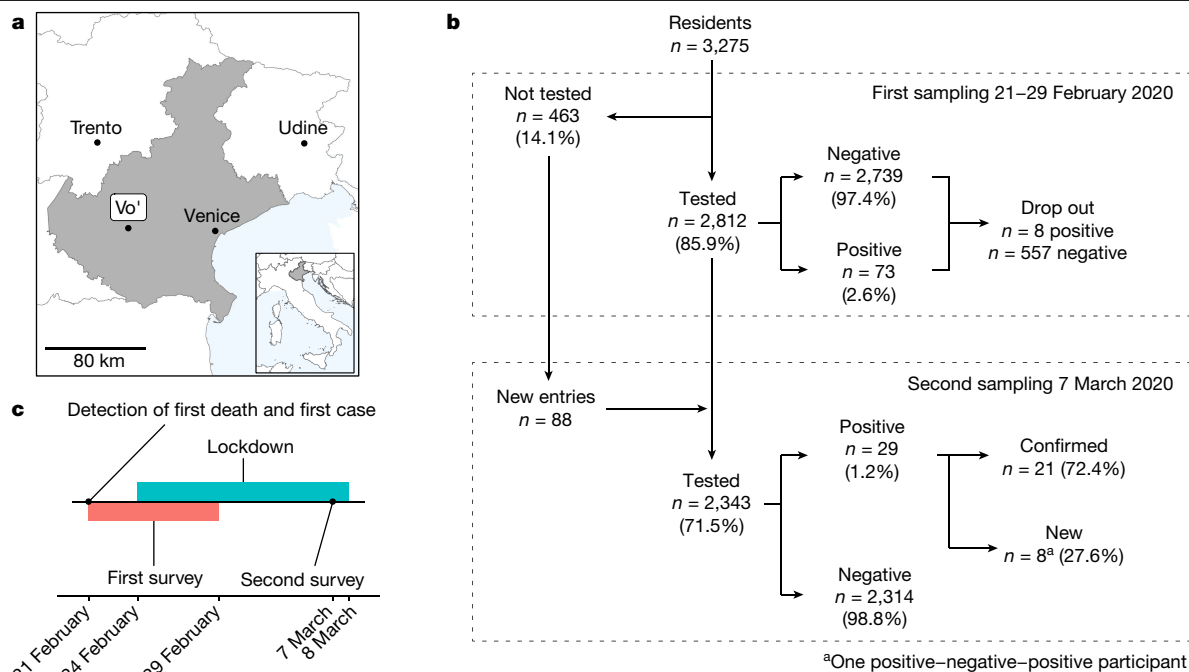 a
Trento
Udine
Vo'
Venice
80 km
b
Residents
n = 3,275
First sampling 21–29 February 2020
Not tested
n = 463
(14.1%)
Tested
n = 2,812
(85.9%)
Negative
n = 2,739
(97.4%)
Positive
n = 73
(2.6%)
Drop out
n = 8 positive
n = 557 negative
Second sampling 7 March 2020
New entries
n = 88
Tested
n = 2,343
(71.5%)
Positive
n = 29
(1.2%)
Confirmed
n = 21 (72.4%)
New
n = 8ᵃ (27.6%)
Negative
n = 2,314
(98.8%)
ᵃOne positive–negative–positive participant
c
Detection of first death and first case
Lockdown
First survey
Second survey
February
February
February
7 March
8 March